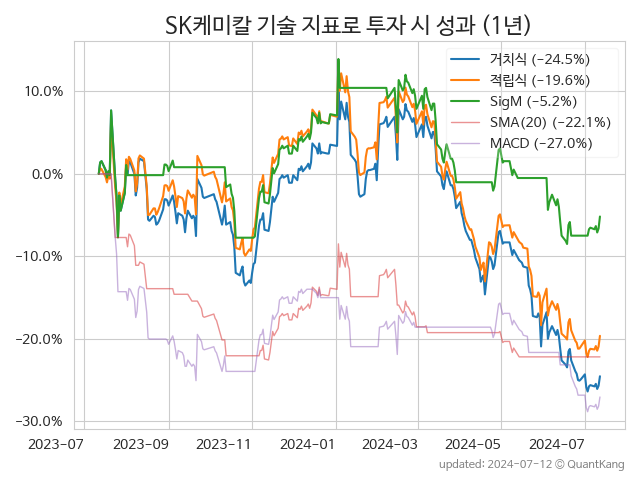 SK케미칼 기술 지표로 투자 시 성과 (1년)
거치식 (−24.5%)
적립식 (−19.6%)
SigM (−5.2%)
SMA(20) (−22.1%)
MACD (−27.0%)
10.0%
0.0%
−10.0%
−20.0%
−30.0%
2023-07 2023-09 2023-11 2024-01 2024-03 2024-05 2024-07
updated: 2024-07-12 © QuantKang